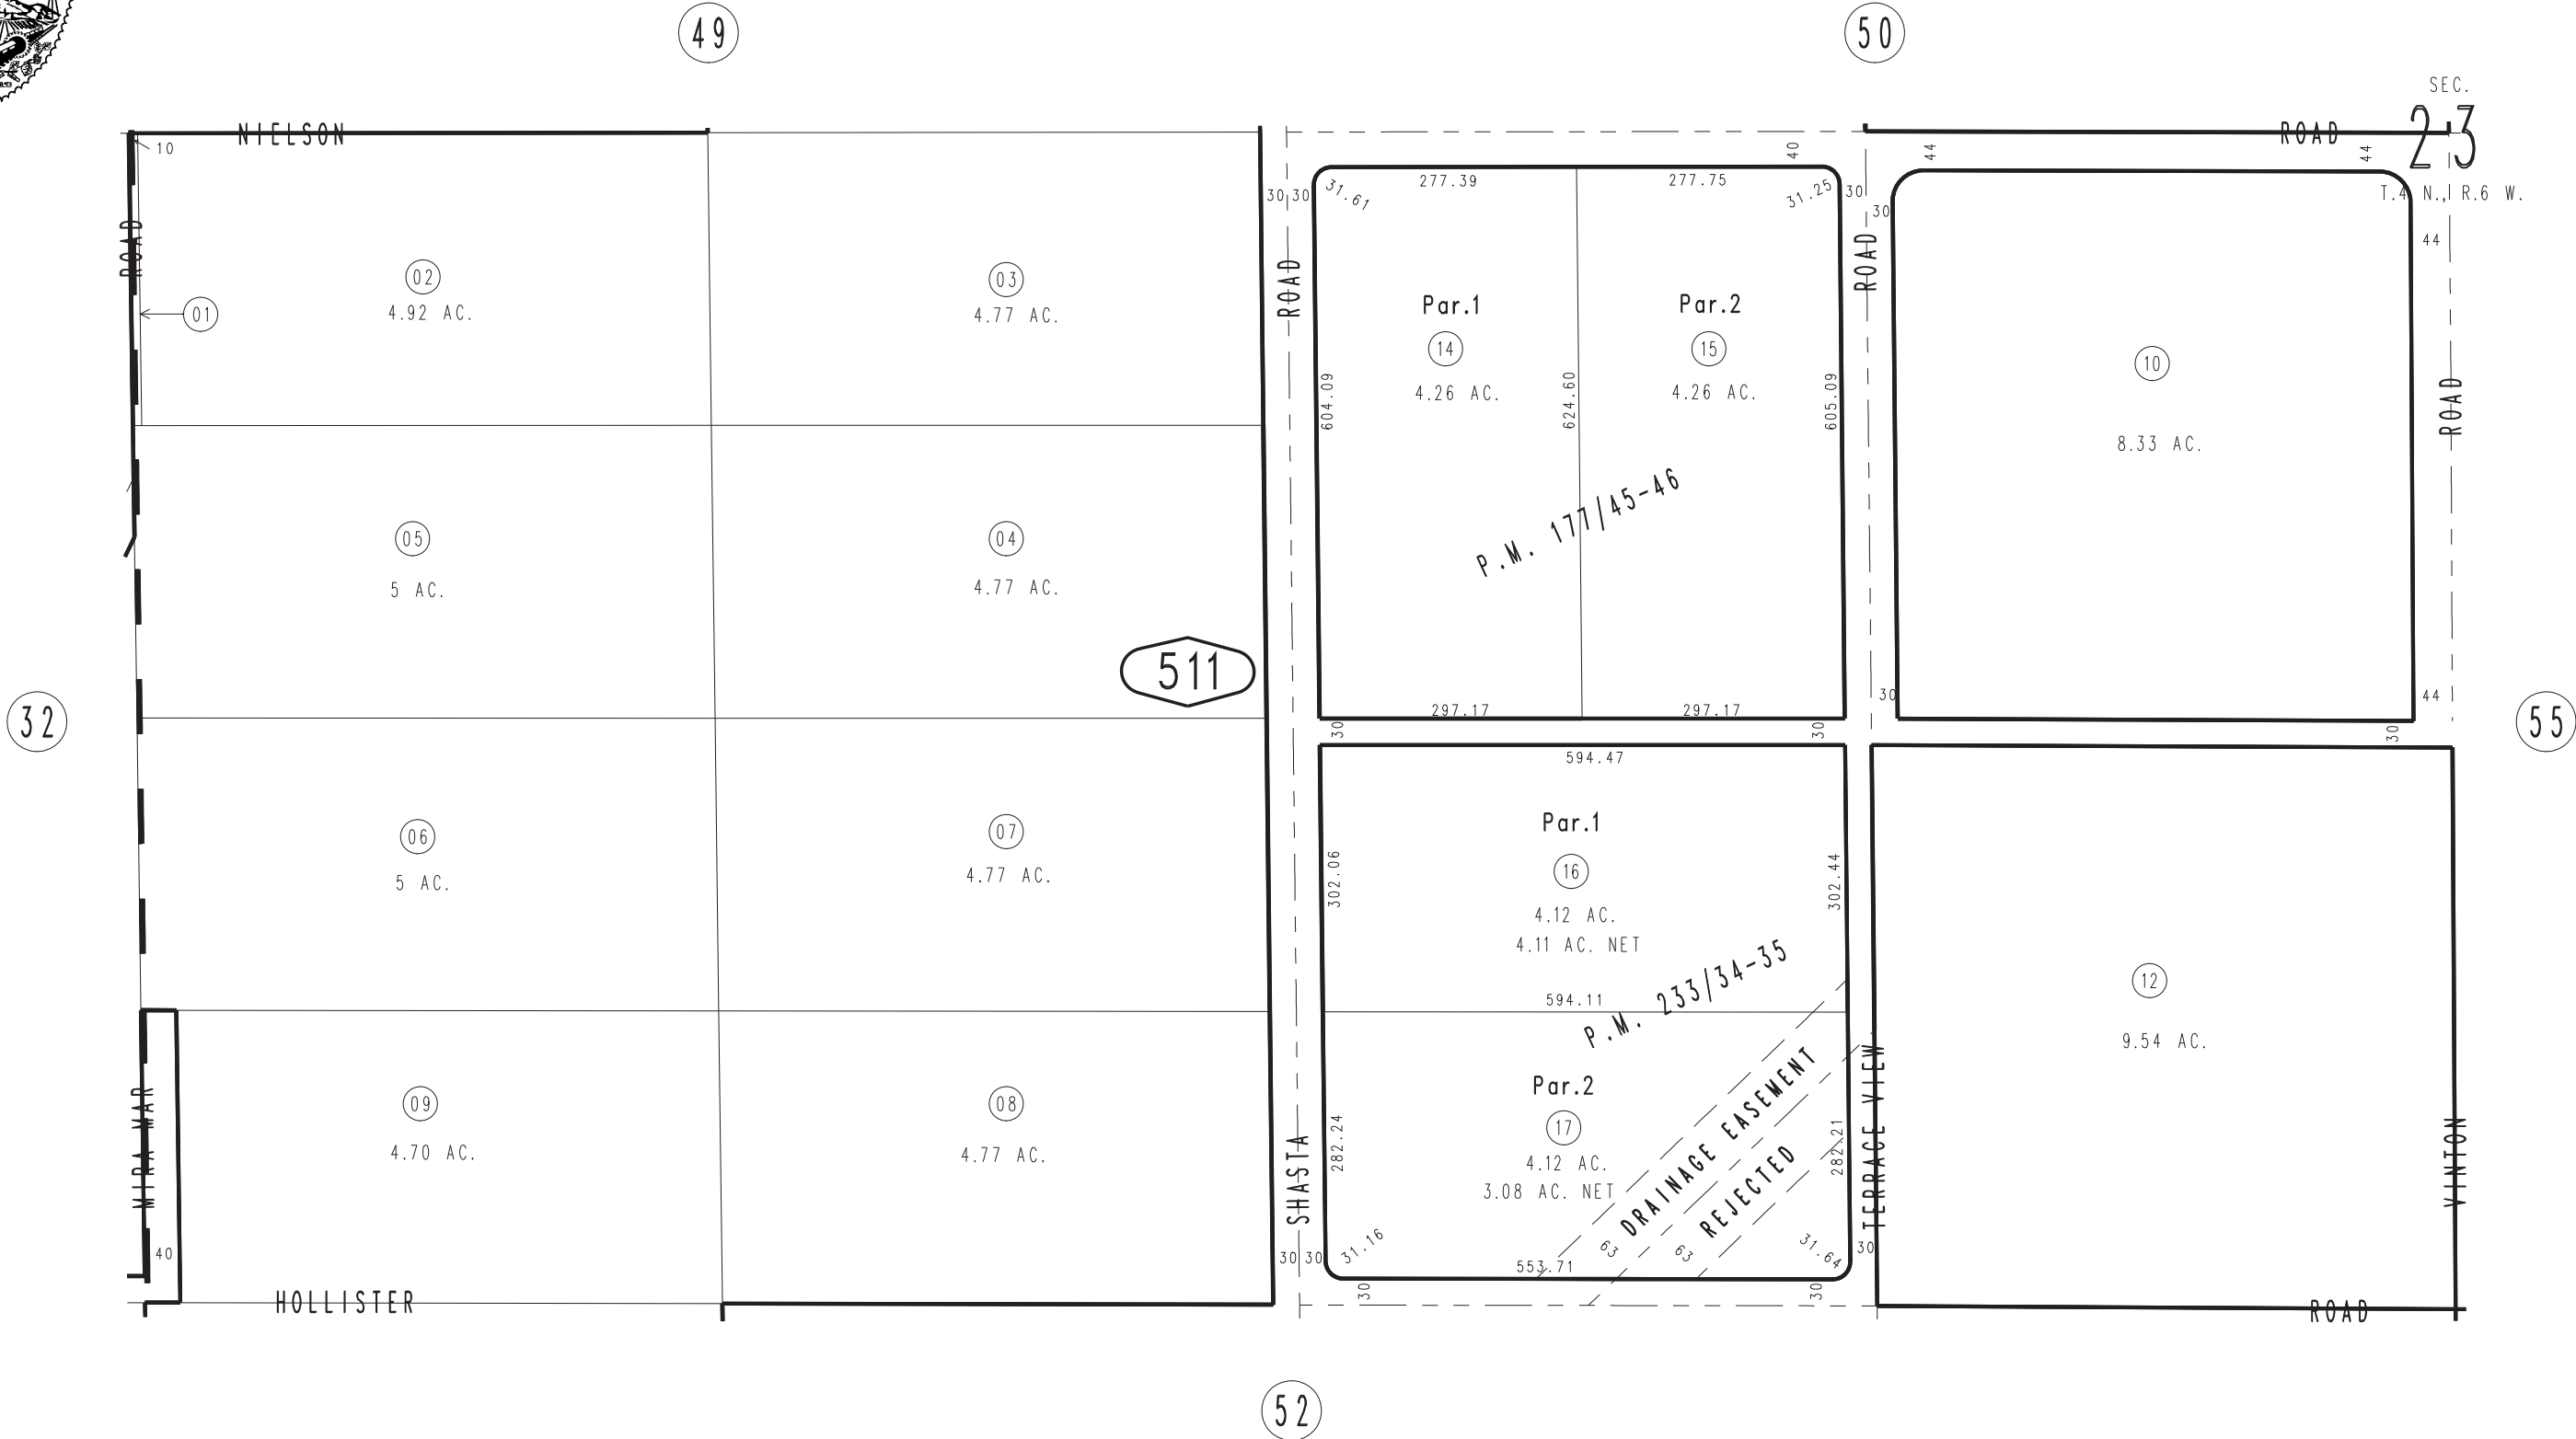 49
50
SEC.
23
T.4 N., R.6 W.
NIELSON
ROAD
10
40
44
44
ROAD
30
30
31.61
277.39
277.75
31.25
30
30
44
02
4.92 AC.
01
03
4.77 AC.
ROAD
ROAD
Par.1
14
4.26 AC.
Par.2
15
4.26 AC.
10
8.33 AC.
604.09
624.60
605.09
ROAD
P.M. 177/45-46
05
5 AC.
04
4.77 AC.
511
32
55
297.17
297.17
30
44
30
30
30
594.47
06
5 AC.
07
4.77 AC.
Par.1
16
4.12 AC.
4.11 AC. NET
302.06
302.44
P.M. 233/34-35
594.11
12
9.54 AC.
09
4.70 AC.
08
4.77 AC.
Par.2
17
4.12 AC.
3.08 AC. NET
282.24
282.21
DRAINAGE EASEMENT
REJECTED
63
63
MIRA MAR
SHASTA
TERRACE VIEW
VINTON
40
30
30
31.16
553.71
31.64
30
30
30
HOLLISTER
ROAD
52